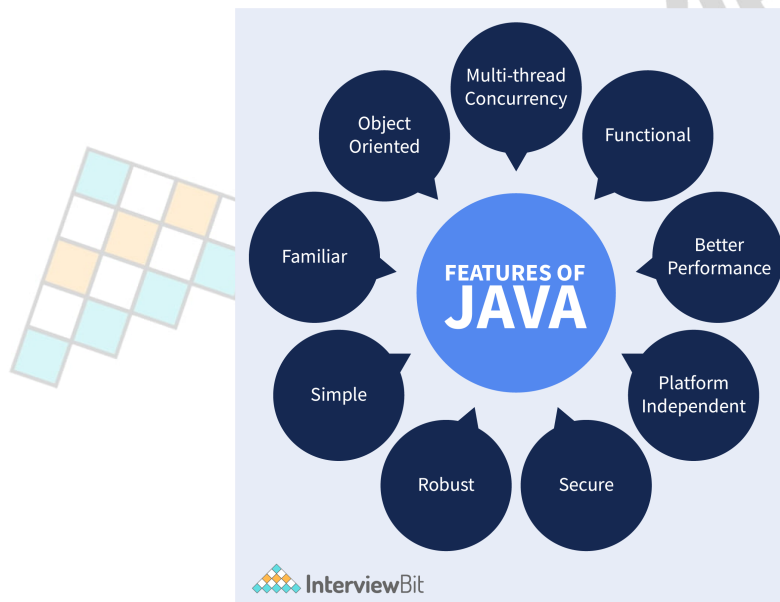 FEATURES OF
JAVA
Multi-thread
Concurrency
Functional
Better
Performance
Platform
Independent
Secure
Robust
Simple
Familiar
Object
Oriented
InterviewBit